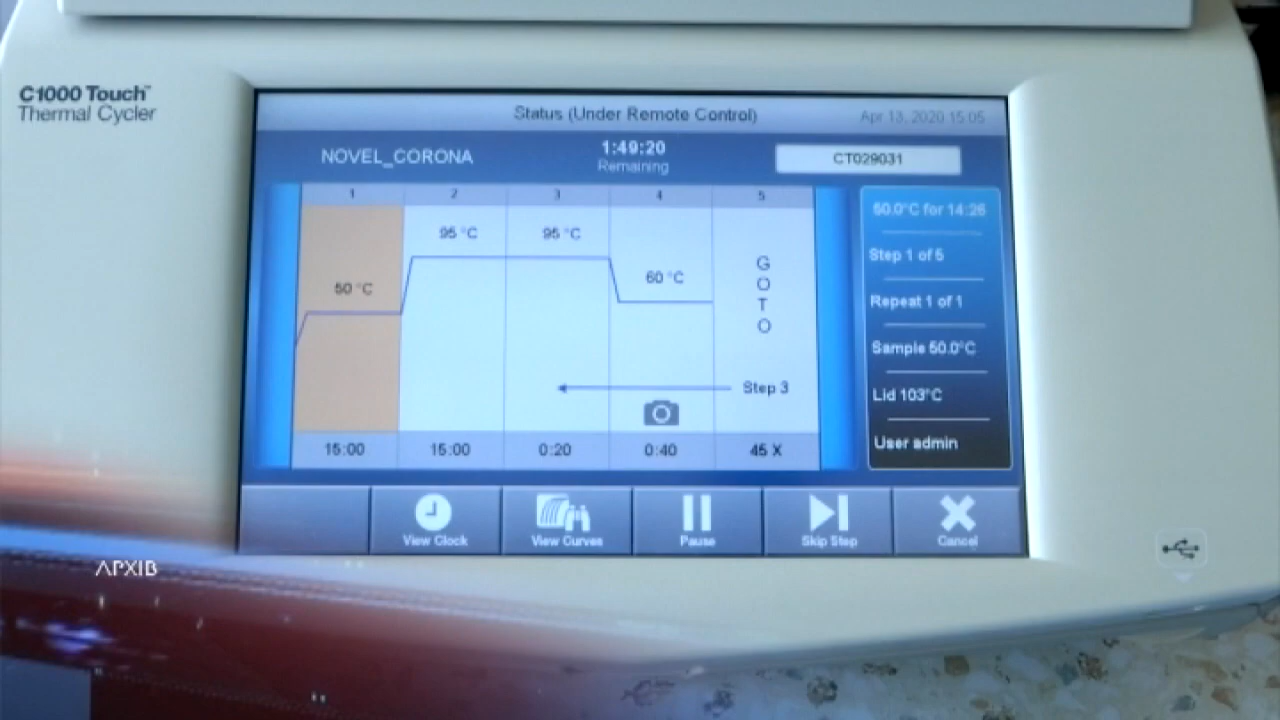 C1000 Touch™
Thermal Cycler
Status (Under Remote Control)
Apr 13, 2020 15:05
NOVEL_CORONA
1:49:20
Remaining
CT029031
1 2 3 4 5
50 °C
95 °C
95 °C
60 °C
G
O
T
O
Step 3
15:00 15:00 0:20 0:40 45 X
50.0°C for 14:26
Step 1 of 5
Repeat 1 of 1
Sample 50.0°C
Lid 103°C
User admin
View Clock
View Curves
Pause
Skip Step
Cancel
АРХІВ